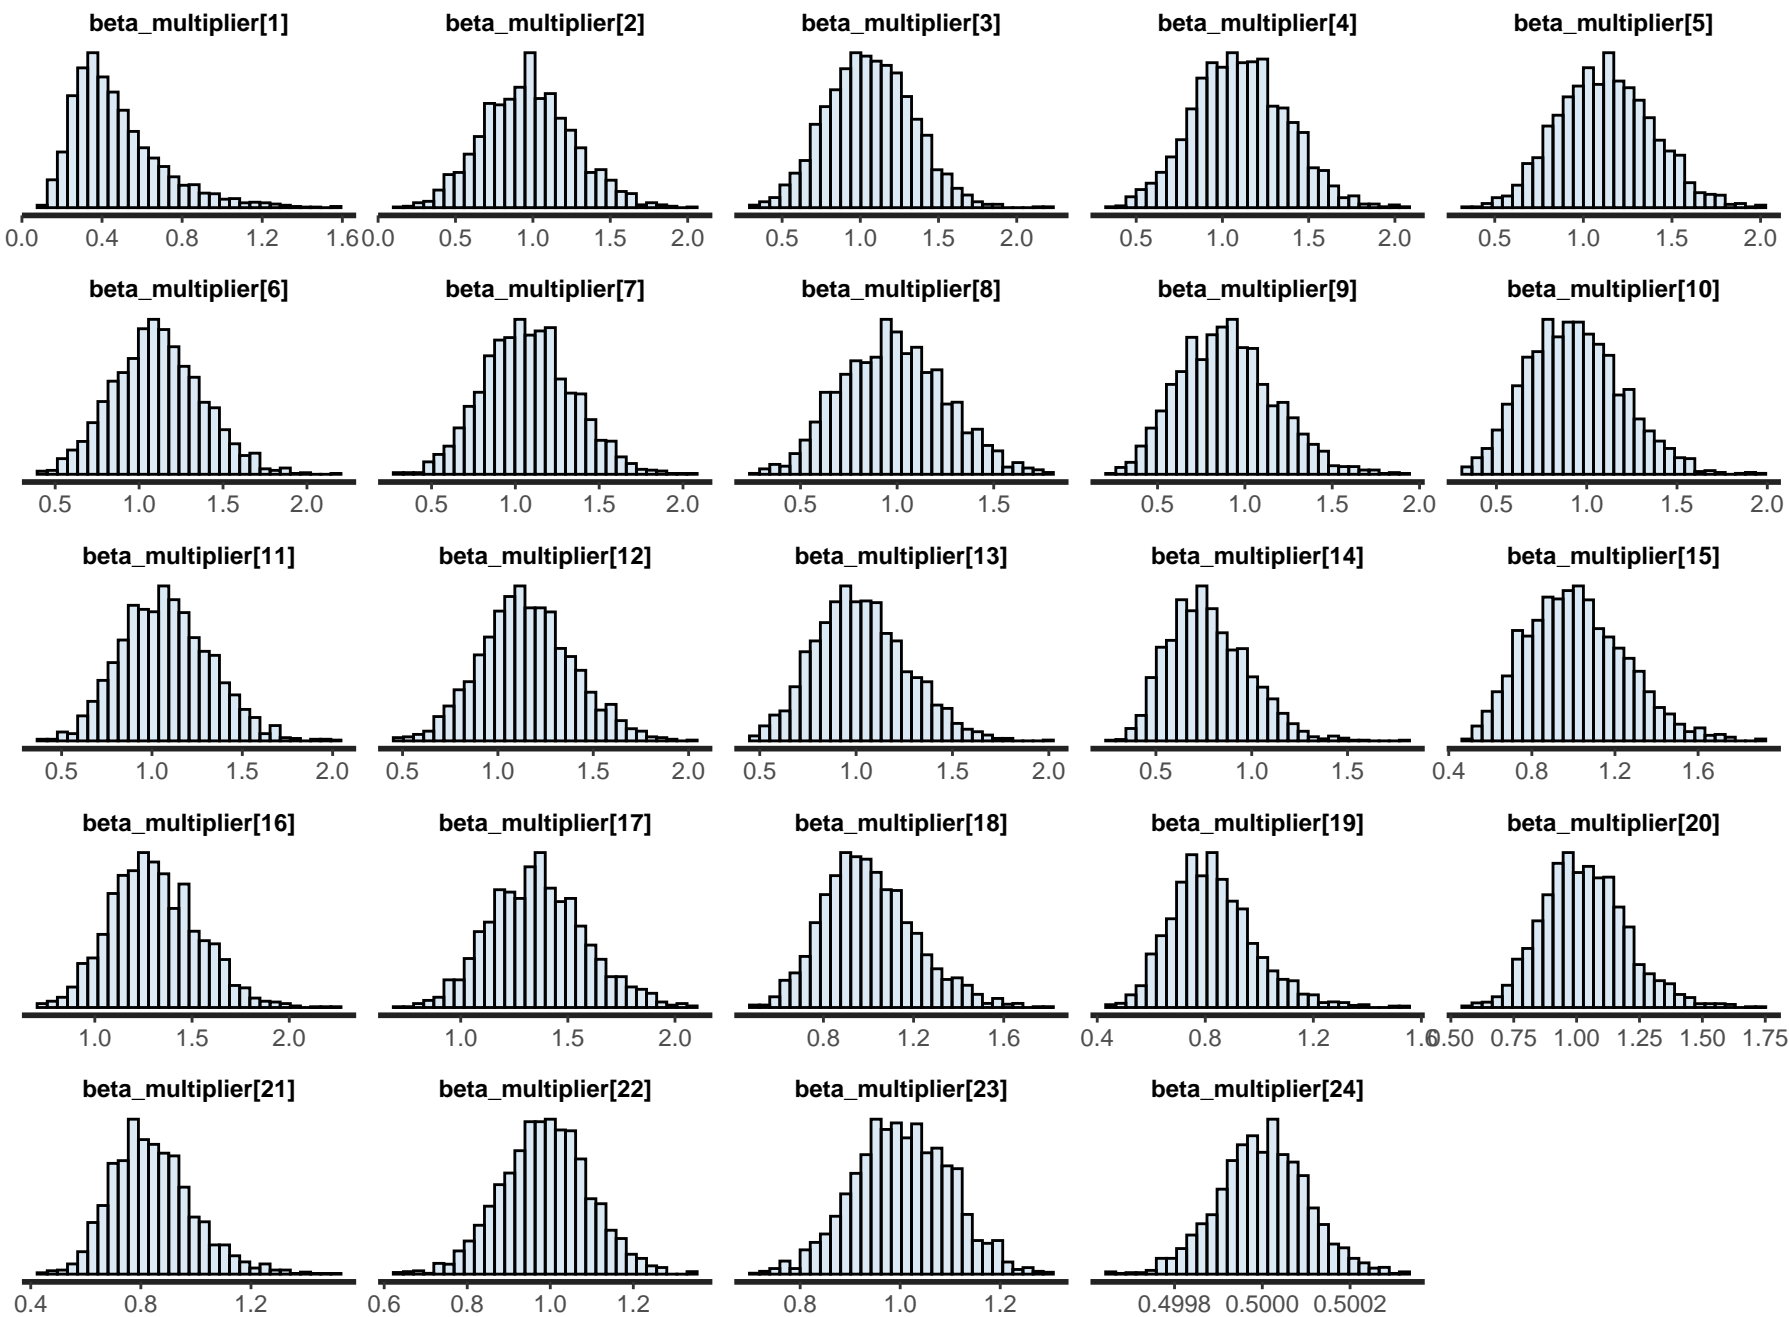 beta_multiplier[1] beta_multiplier[2] beta_multiplier[3] beta_multiplier[4] beta_multiplier[5]
0.0 0.4 0.8 1.2 1.6 0.0 0.5 1.0 1.5 2.0 0.5 1.0 1.5 2.0 0.5 1.0 1.5 2.0 0.5 1.0 1.5 2.0
beta_multiplier[6] beta_multiplier[7] beta_multiplier[8] beta_multiplier[9] beta_multiplier[10]
0.5 1.0 1.5 2.0 0.5 1.0 1.5 2.0 0.5 1.0 1.5 0.5 1.0 1.5 2.0 0.5 1.0 1.5 2.0
beta_multiplier[11] beta_multiplier[12] beta_multiplier[13] beta_multiplier[14] beta_multiplier[15]
0.5 1.0 1.5 2.0 0.5 1.0 1.5 2.0 0.5 1.0 1.5 2.0 0.5 1.0 1.5 0.4 0.8 1.2 1.6
beta_multiplier[16] beta_multiplier[17] beta_multiplier[18] beta_multiplier[19] beta_multiplier[20]
1.0 1.5 2.0 1.0 1.5 2.0 0.8 1.2 1.6 0.4 0.8 1.2 1.6 0.50 0.75 1.00 1.25 1.50 1.75
beta_multiplier[21] beta_multiplier[22] beta_multiplier[23] beta_multiplier[24]
0.4 0.8 1.2 0.6 0.8 1.0 1.2 0.8 1.0 1.2 0.4998 0.5000 0.5002